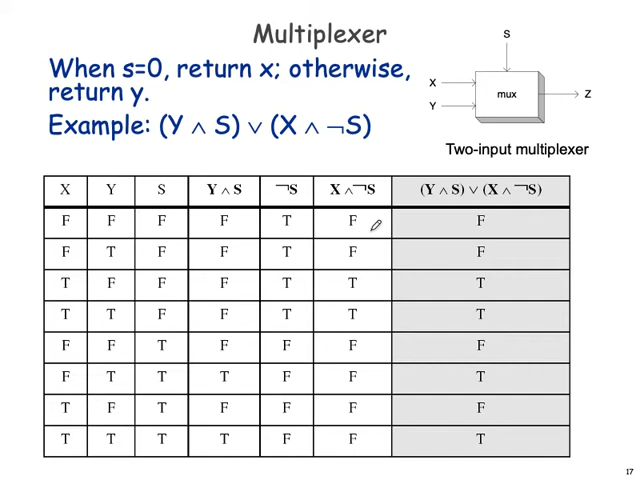 Multiplexer
When s=0, return x; otherwise,
return y.
Example: (Y ∧ S) ∨ (X ∧ ¬S)
S
X
Y
mux
Z
Two-input multiplexer
X Y S Y ∧ S ¬S X ∧ ¬S (Y ∧ S) ∨ (X ∧ ¬S)
F F F F T F F
F T F F T F F
T F F F T T T
T T F F T T T
F F T F F F F
F T T T F F T
T F T F F F F
T T T T F F T
17